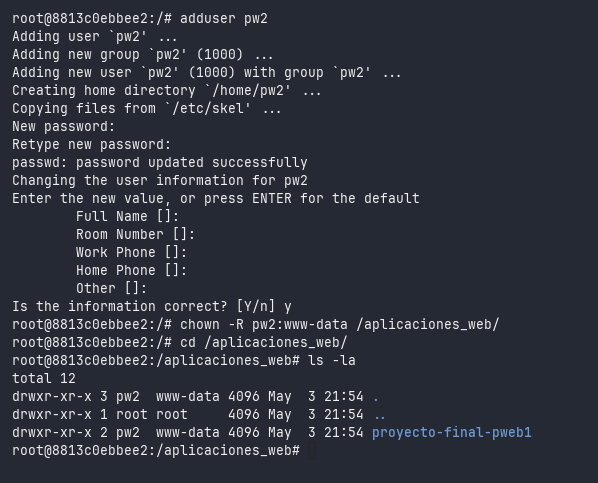 root@8813c0ebbee2:/# adduser pw2
Adding user `pw2' ...
Adding new group `pw2' (1000) ...
Adding new user `pw2' (1000) with group `pw2' ...
Creating home directory `/home/pw2' ...
Copying files from `/etc/skel' ...
New password:
Retype new password:
passwd: password updated successfully
Changing the user information for pw2
Enter the new value, or press ENTER for the default
        Full Name []:
        Room Number []:
        Work Phone []:
        Home Phone []:
        Other []:
Is the information correct? [Y/n] y
root@8813c0ebbee2:/# chown -R pw2:www-data /aplicaciones_web/
root@8813c0ebbee2:/# cd /aplicaciones_web/
root@8813c0ebbee2:/aplicaciones_web# ls -la
total 12
drwxr-xr-x 3 pw2  www-data 4096 May  3 21:54 .
drwxr-xr-x 1 root root     4096 May  3 21:54 ..
drwxr-xr-x 2 pw2  www-data 4096 May  3 21:54 proyecto-final-pweb1
root@8813c0ebbee2:/aplicaciones_web#